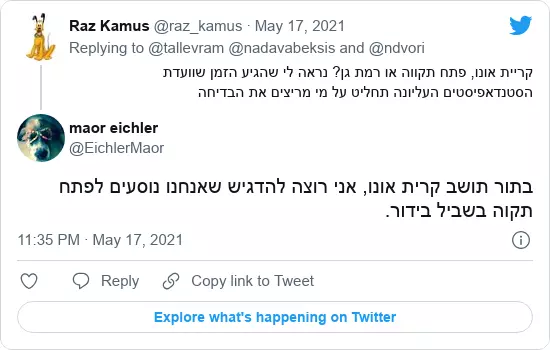 Raz Kamus @raz_kamus · May 17, 2021
Replying to @tallevram @nadavabeksis and @ndvori
קריית אונו, פתח תקווה או רמת גן? נראה לי שהגיע הזמן שוועדת
הסטנדאפיסטים העליונה תחליט על מי מריצים את הבדיחה
maor eichler
@EichlerMaor
בתור תושב קרית אונו, אני רוצה להדגיש שאנחנו נוסעים לפתח
תקוה בשביל בידור.
11:35 PM · May 17, 2021
Reply
Copy link to Tweet
Explore what's happening on Twitter